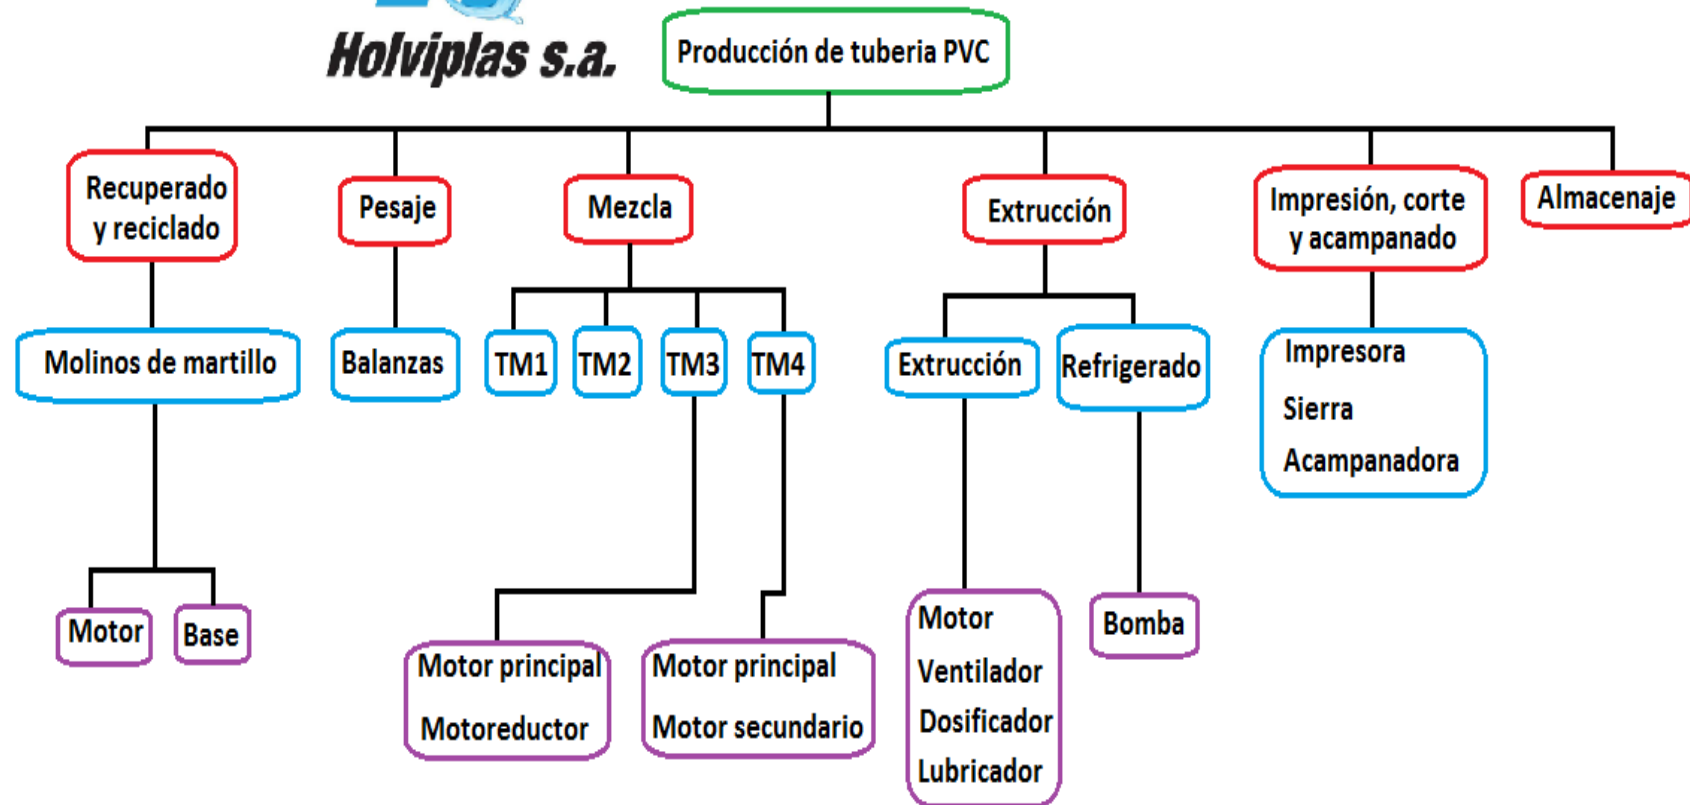 Holviplas s.a.
Producción de tuberia PVC
Recuperado
y reciclado
Pesaje
Mezcla
Extrucción
Impresión, corte
y acampanado
Almacenaje
Molinos de martillo
Balanzas
TM1
TM2
TM3
TM4
Extrucción
Refrigerado
Impresora
Sierra
Acampanadora
Motor
Base
Motor principal
Motoreductor
Motor principal
Motor secundario
Motor
Ventilador
Dosificador
Lubricador
Bomba